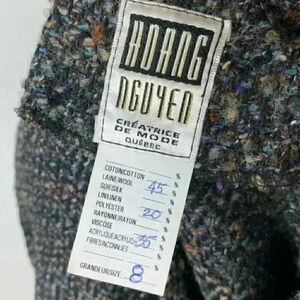 HOANG
NGUYEN
CRÉATRICE
DE MODE
QUÉBEC
COTON/COTTON %
LAINE/WOOL 45 %
SOIE/SILK %
LIN/LINEN %
POLYESTER 20 %
RAYONNE/RAYON %
VISCOSE %
ACRYLIQUE/ACRYLIC 35 %
FIBRES INCONNUES %
GRANDEUR/SIZE 8